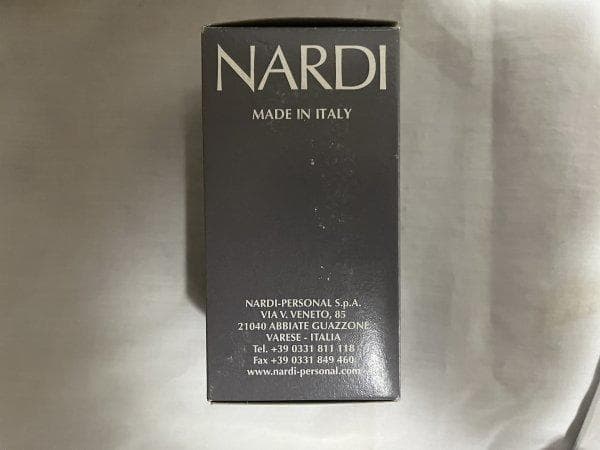 NARDI
MADE IN ITALY
NARDI-PERSONAL S.p.A.
VIA V. VENETO, 85
21040 ABBIATE GUAZZONE
VARESE - ITALIA
Tel. +39 0331 811 118
Fax +39 0331 849 460
www.nardi-personal.com